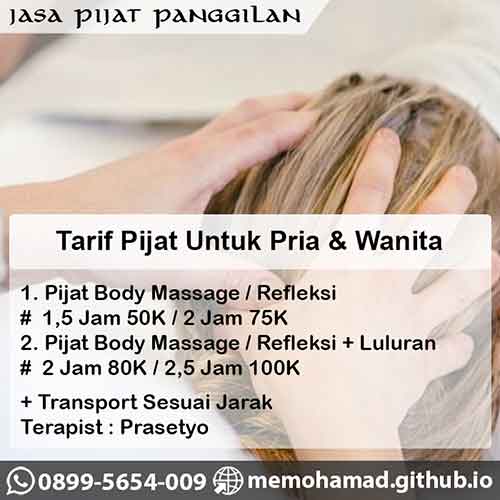 JASA PIJAT PANGGILAN
Tarif Pijat Untuk Pria & Wanita
1. Pijat Body Massage / Refleksi
# 1,5 Jam 50K / 2 Jam 75K
2. Pijat Body Massage / Refleksi + Luluran
# 2 Jam 80K / 2,5 Jam 100K
+ Transport Sesuai Jarak
Terapist : Prasetyo
0899-5654-009 memohamad.github.io